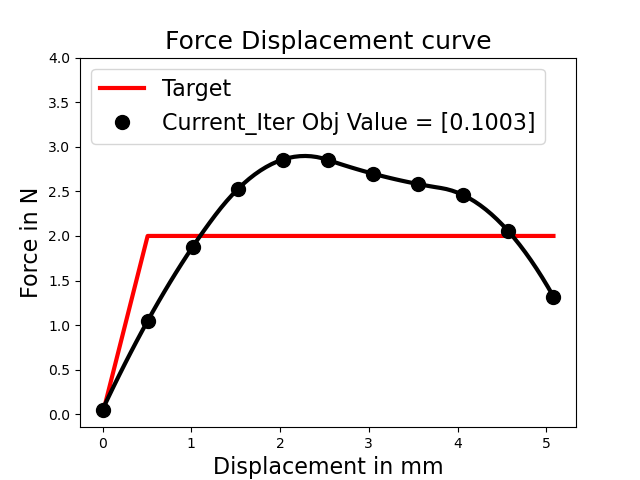 Force Displacement curve
Target
Current_Iter Obj Value = [0.1003]
4.0
3.5
3.0
2.5
2.0
1.5
1.0
0.5
0.0
Force in N
0 1 2 3 4 5
Displacement in mm